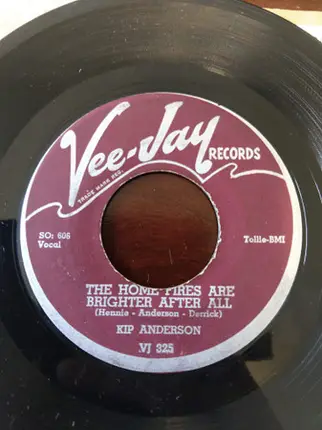 Vee-Jay
RECORDS
TRADE MARK REG.
SO: 606
Vocal
Tollie-BMI
THE HOME FIRES ARE
BRIGHTER AFTER ALL
(Hennie - Anderson - Derrick)
KIP ANDERSON
VJ 325